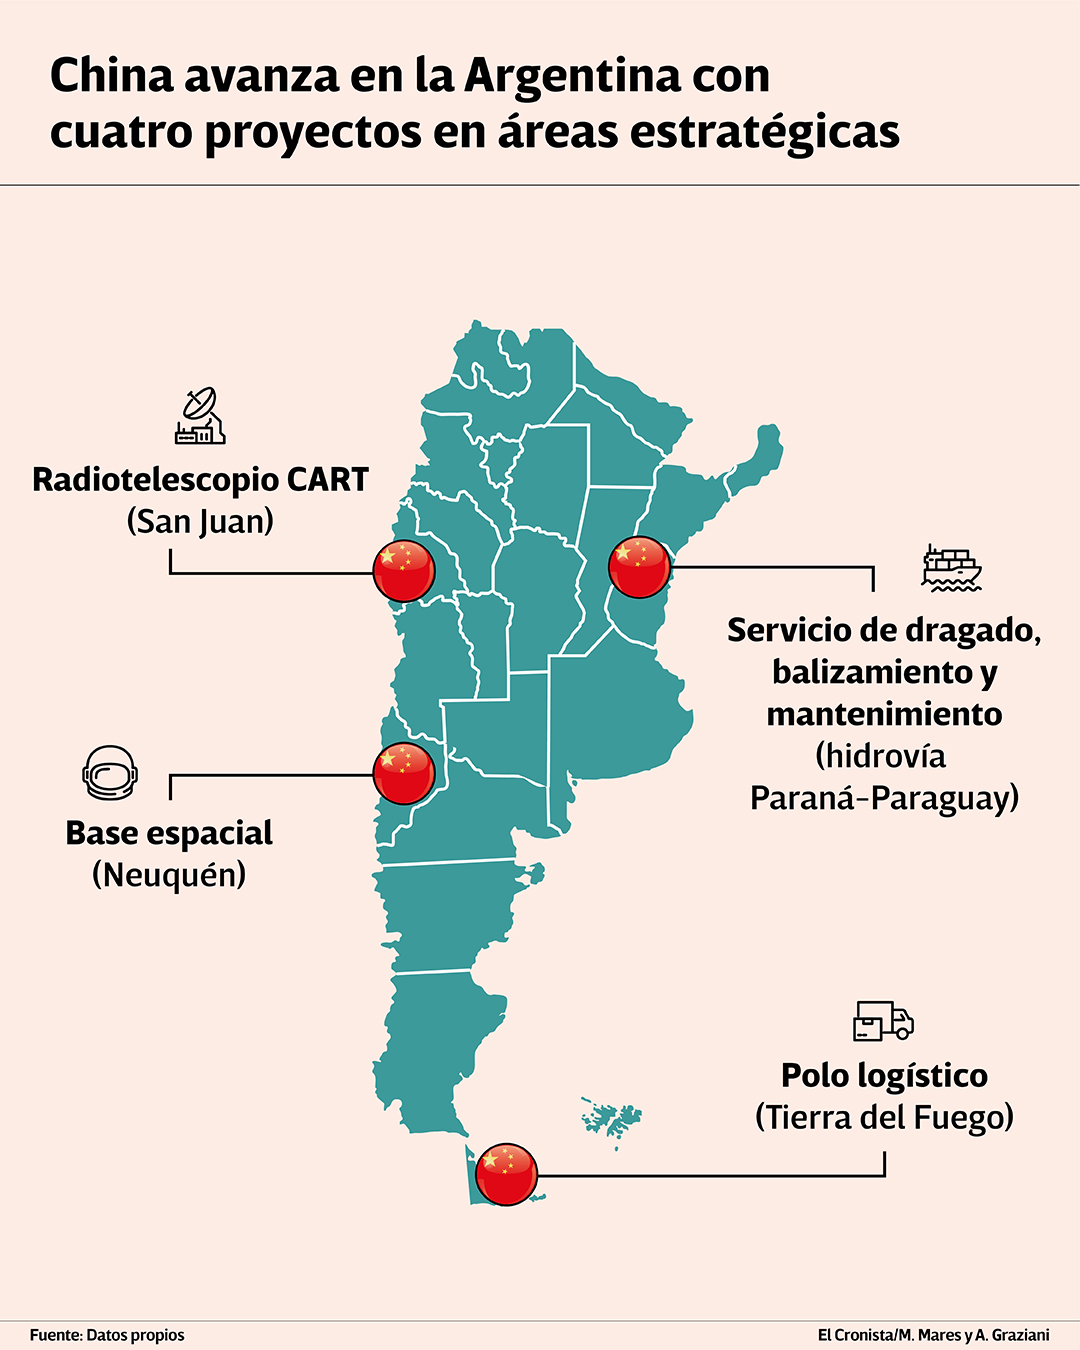 China avanza en la Argentina con
cuatro proyectos en áreas estratégicas
Radiotelescopio CART
(San Juan)
Servicio de dragado,
balizamiento y
mantenimiento
(hidrovía
Paraná-Paraguay)
Base espacial
(Neuquén)
Polo logístico
(Tierra del Fuego)
Fuente: Datos propios
El Cronista/M. Mares y A. Graziani